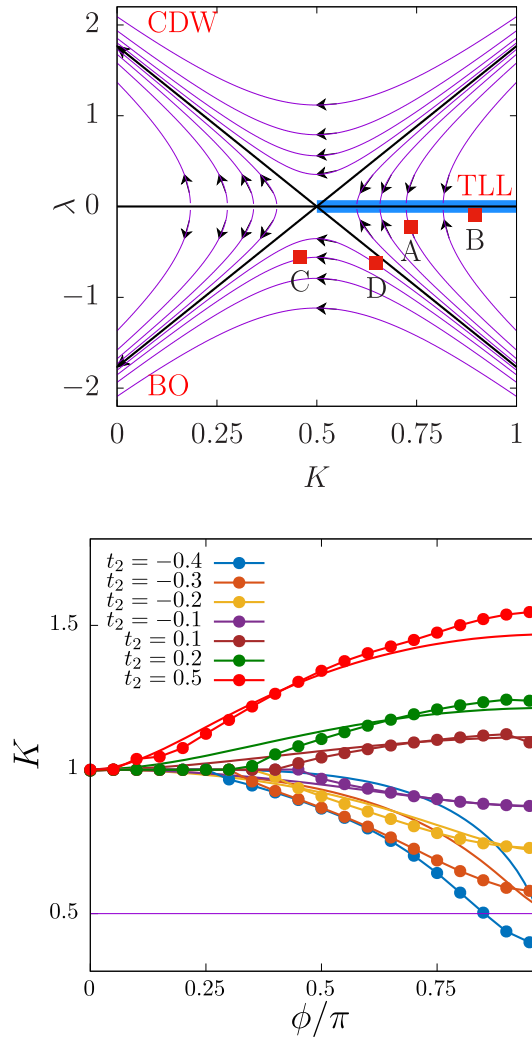 2
CDW
1
λ
0
TLL
A
B
C
D
−1
−2
BO
0
0.25
0.5
0.75
1
K
t₂ = −0.4
t₂ = −0.3
t₂ = −0.2
t₂ = −0.1
t₂ = 0.1
t₂ = 0.2
t₂ = 0.5
1.5
K
1
0.5
0
0.25
0.5
0.75
ϕ/π